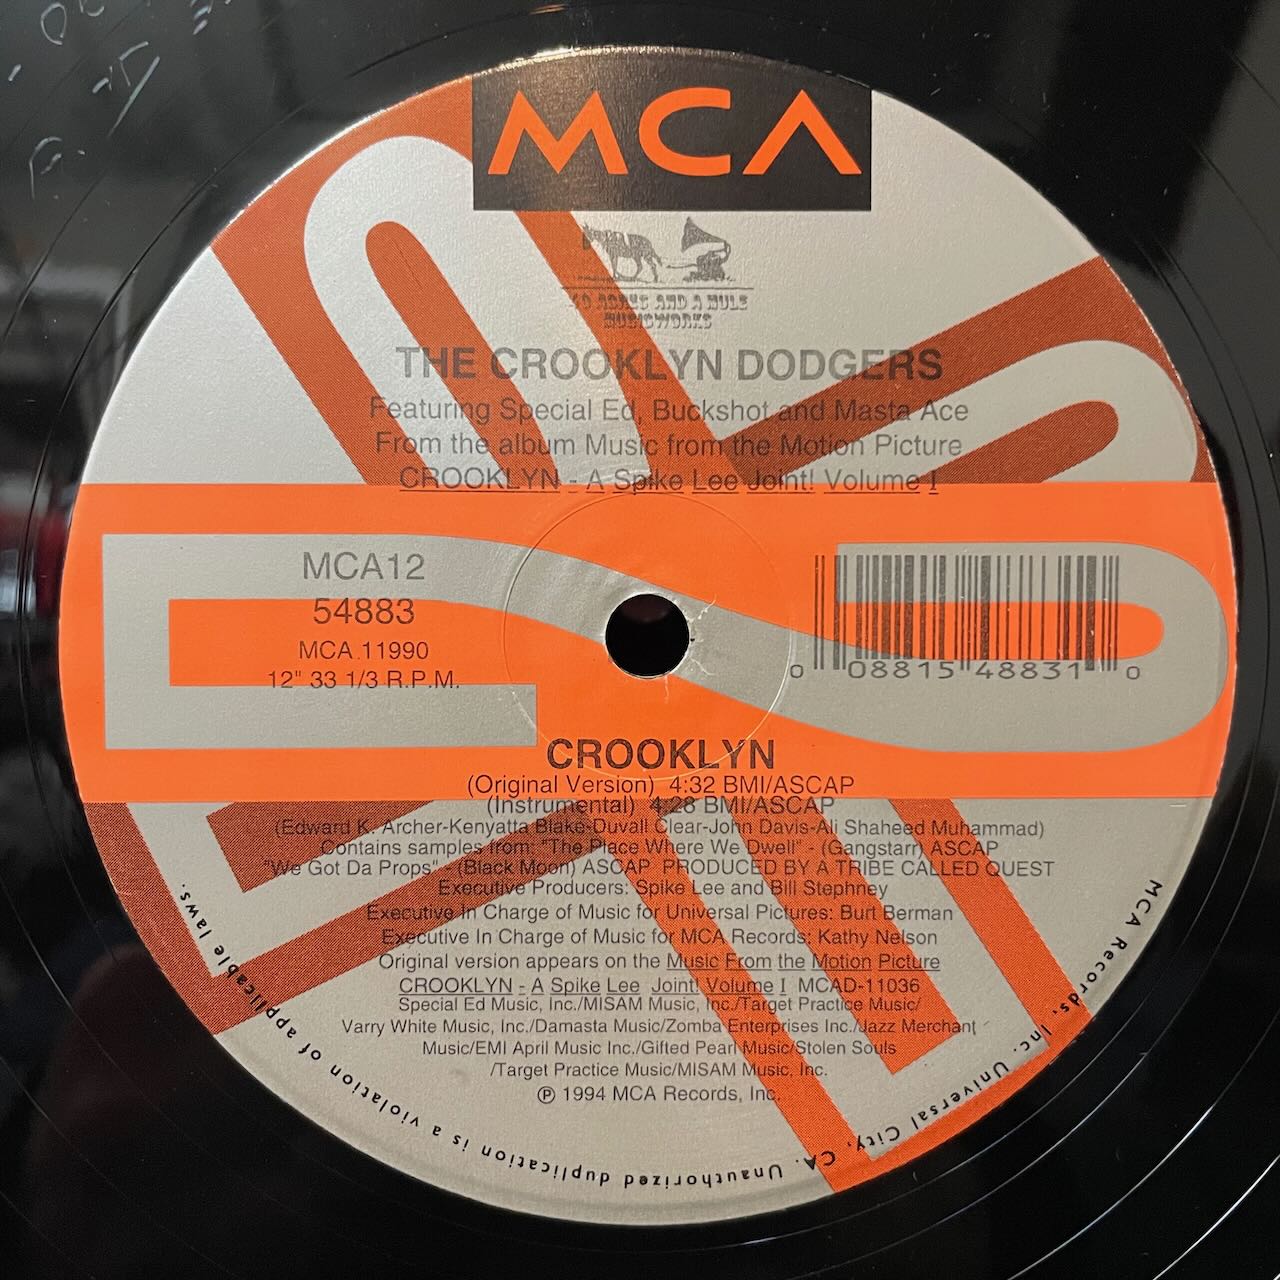 MCA
40 ACRES AND A MULE
MUSICWORKS
THE CROOKLYN DODGERS
Featuring Special Ed, Buckshot and Masta Ace
From the album Music from the Motion Picture
CROOKLYN - A Spike Lee Joint! Volume I
MCA12
54883
MCA 11990
12" 33 1/3 R.P.M.
0 08815 48831 0
CROOKLYN
(Original Version) 4:32 BMI/ASCAP
(Instrumental) 4:28 BMI/ASCAP
(Edward K. Archer-Kenyatta Blake-Duvall Clear-John Davis-Ali Shaheed Muhammad)
Contains samples from: "The Place Where We Dwell" - (Gangstarr) ASCAP
"We Got Da Props" - (Black Moon) ASCAP PRODUCED BY A TRIBE CALLED QUEST
Executive Producers: Spike Lee and Bill Stephney
Executive In Charge of Music for Universal Pictures: Burt Berman
Executive In Charge of Music for MCA Records: Kathy Nelson
Original version appears on the Music From the Motion Picture
CROOKLYN - A Spike Lee Joint! Volume I MCAD-11036
Special Ed Music, Inc./MISAM Music, Inc./Target Practice Music/
Varry White Music, Inc./Damasta Music/Zomba Enterprises Inc./Jazz Merchant
Music/EMI April Music Inc./Gifted Pearl Music/Stolen Souls
/Target Practice Music/MISAM Music, Inc.
℗ 1994 MCA Records, Inc.
MCA Records, Inc. Universal City, CA. Unauthorized duplication is a violation of applicable laws.